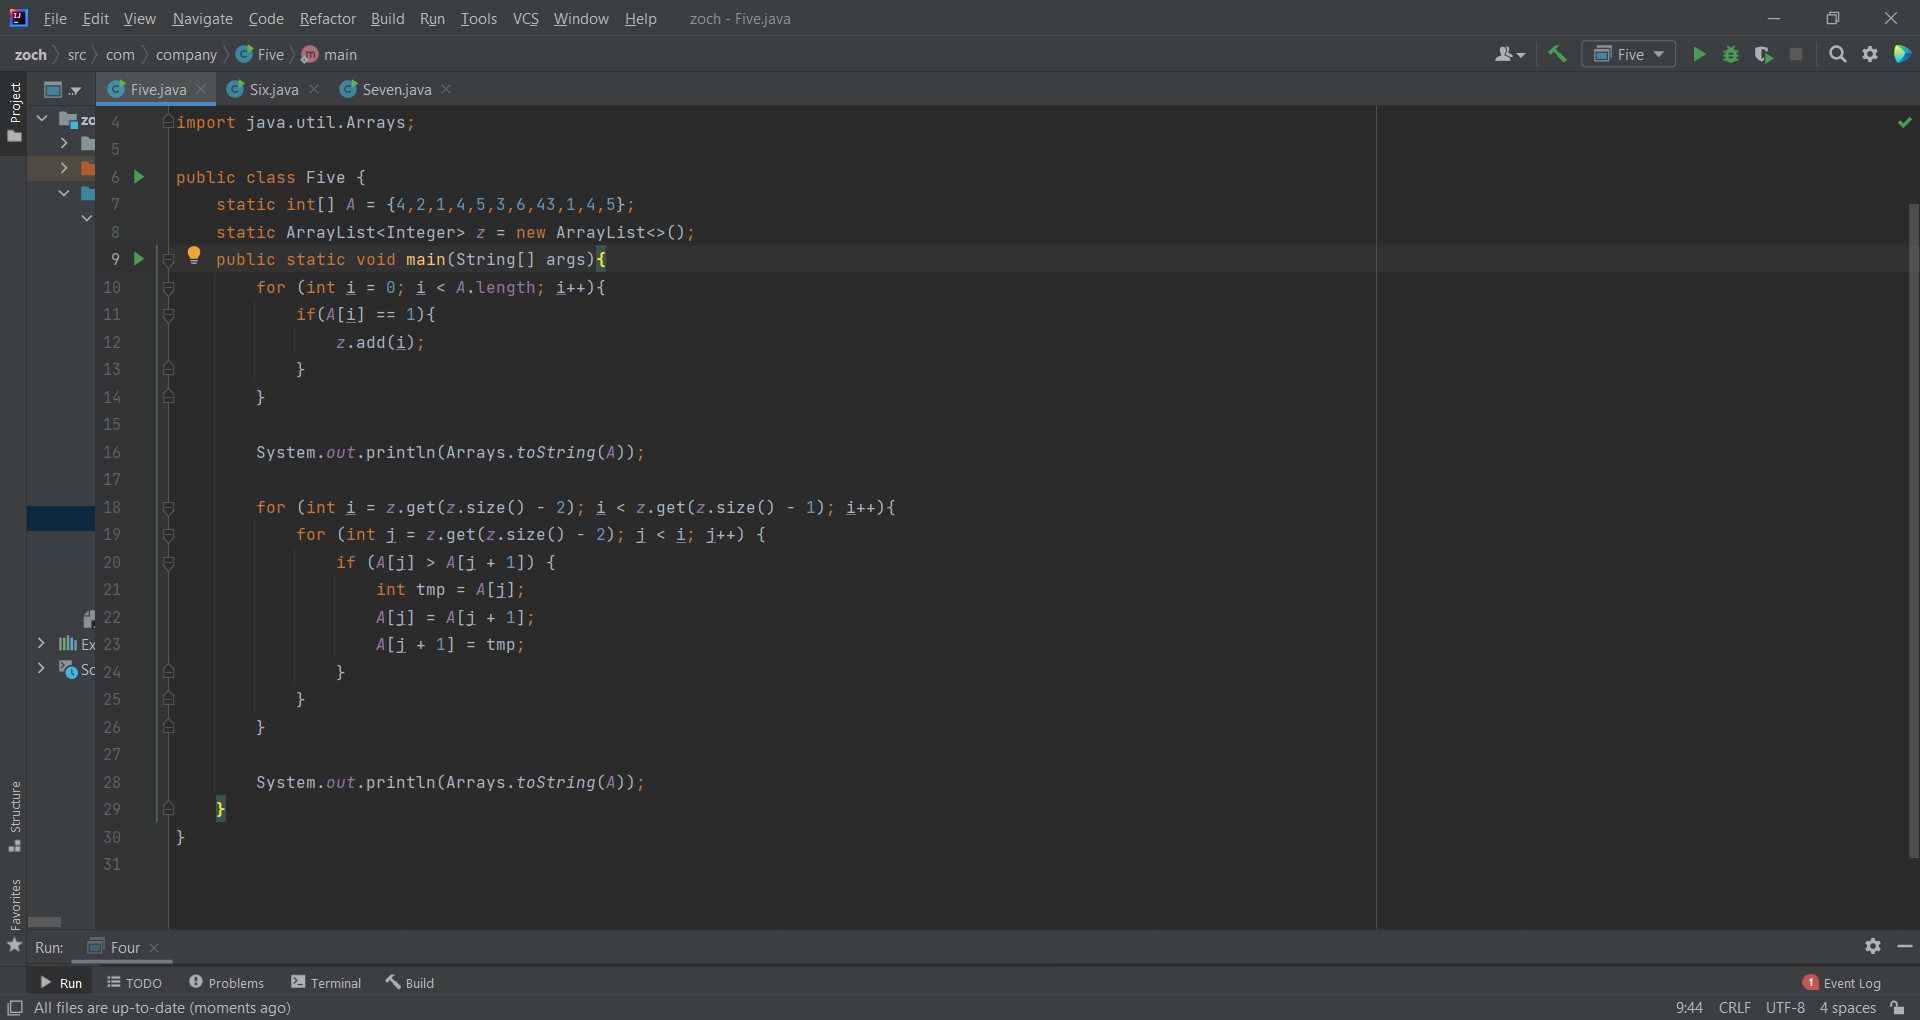 File Edit View Navigate Code Refactor Build Run Tools VCS Window Help zoch - Five.java
zoch src com company Five main Five
Project
Five.java Six.java Seven.java
zo
Ex
Sc
4 import java.util.Arrays;
5
6 public class Five {
7 static int[] A = {4,2,1,4,5,3,6,43,1,4,5};
8 static ArrayList<Integer> z = new ArrayList<>();
9 public static void main(String[] args){
10 for (int i = 0; i < A.length; i++){
11 if(A[i] == 1){
12 z.add(i);
13 }
14 }
15
16 System.out.println(Arrays.toString(A));
17
18 for (int i = z.get(z.size() - 2); i < z.get(z.size() - 1); i++){
19 for (int j = z.get(z.size() - 2); j < i; j++) {
20 if (A[j] > A[j + 1]) {
21 int tmp = A[j];
22 A[j] = A[j + 1];
23 A[j + 1] = tmp;
24 }
25 }
26 }
27
28 System.out.println(Arrays.toString(A));
29 }
30 }
31
Structure
Favorites
Run: Four
Run TODO Problems Terminal Build 1 Event Log
All files are up-to-date (moments ago) 9:44 CRLF UTF-8 4 spaces